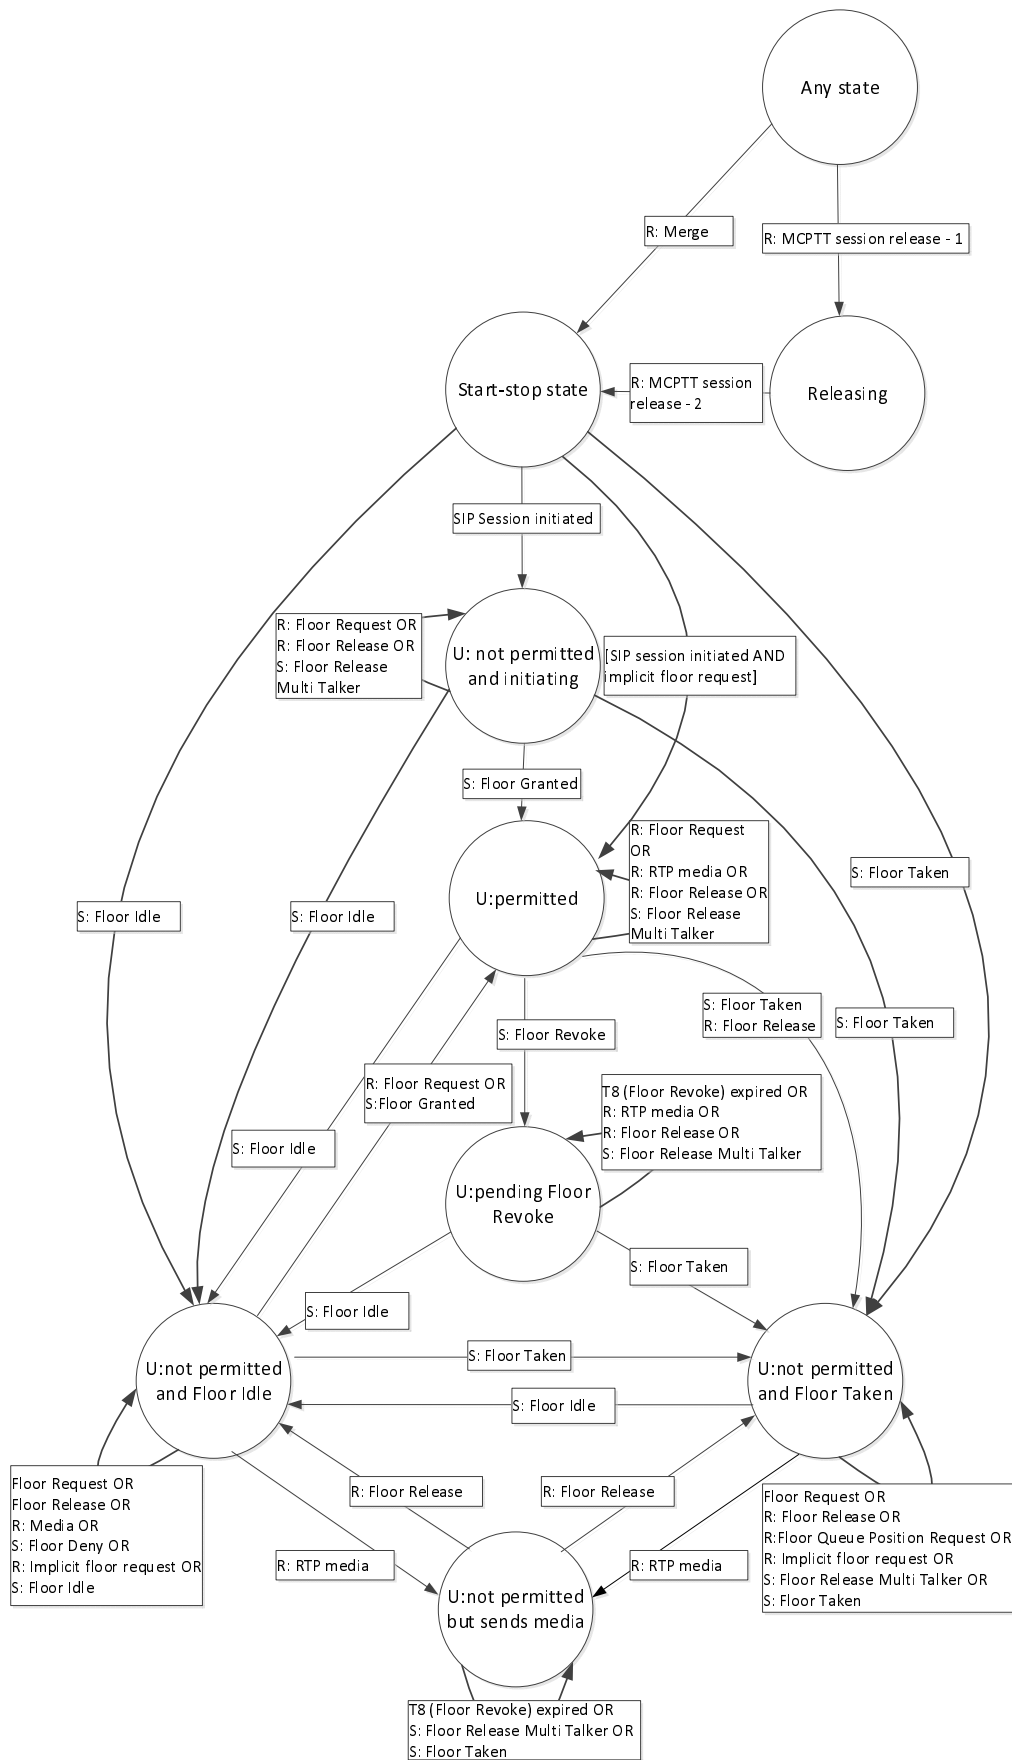 Any state
R: Merge
R: MCPTT session release - 1
Start-stop state
R: MCPTT session
release - 2
Releasing
SIP Session initiated
R: Floor Request OR
R: Floor Release OR
S: Floor Release
Multi Talker
U: not permitted
and initiating
[SIP session initiated AND
implicit floor request]
S: Floor Granted
R: Floor Request
OR
R: RTP media OR
R: Floor Release OR
S: Floor Release
Multi Talker
U:permitted
S: Floor Taken
S: Floor Idle
S: Floor Idle
S: Floor Taken
R: Floor Release
S: Floor Taken
S: Floor Revoke
R: Floor Request OR
S:Floor Granted
T8 (Floor Revoke) expired OR
R: RTP media OR
R: Floor Release OR
S: Floor Release Multi Talker
S: Floor Idle
U:pending Floor
Revoke
S: Floor Taken
S: Floor Idle
U:not permitted
and Floor Idle
S: Floor Taken
U:not permitted
and Floor Taken
S: Floor Idle
Floor Request OR
Floor Release OR
R: Media OR
S: Floor Deny OR
R: Implicit floor request OR
S: Floor Idle
R: Floor Release
R: Floor Release
Floor Request OR
R: Floor Release OR
R:Floor Queue Position Request OR
R: Implicit floor request OR
S: Floor Release Multi Talker OR
S: Floor Taken
R: RTP media
R: RTP media
U:not permitted
but sends media
T8 (Floor Revoke) expired OR
S: Floor Release Multi Talker OR
S: Floor Taken